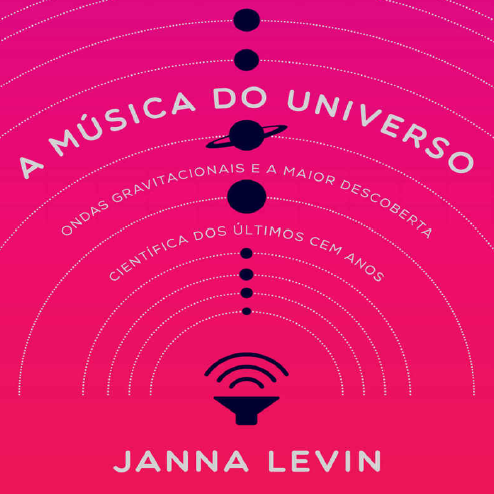 A MÚSICA DO UNIVERSO
ONDAS GRAVITACIONAIS E A MAIOR DESCOBERTA
CIENTÍFICA DOS ÚLTIMOS CEM ANOS
JANNA LEVIN